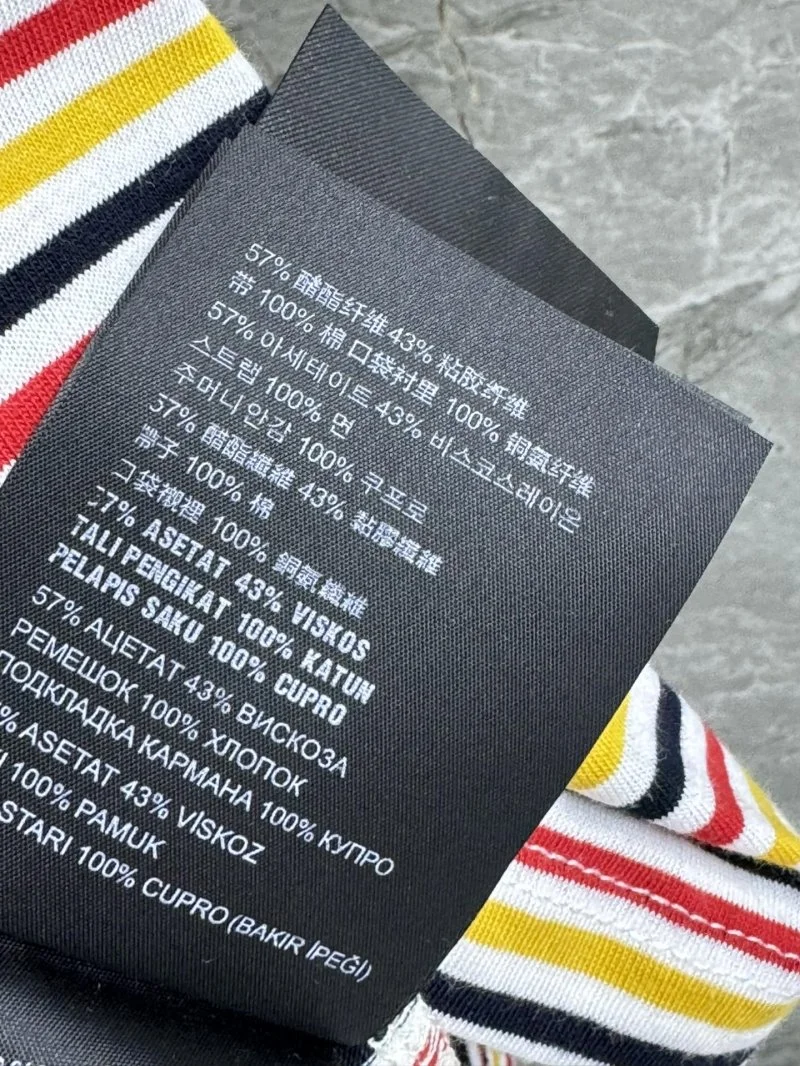 57% 醋酯纤维 43% 粘胶纤维
带 100% 棉 口袋衬里 100% 铜氨纤维
57% 아세테이트 43% 비스코스레이온
스트랩 100% 면
주머니안감 100% 쿠프로
57% 醋酯纖維 43% 黏膠纖維
帶子 100% 棉
口袋襯裡 100% 銅氨纖維
57% ASETAT 43% VISKOS
TALI PENGIKAT 100% KATUN
PELAPIS SAKU 100% CUPRO
57% АЦЕТАТ 43% ВИСКОЗА
РЕМЕШОК 100% ХЛОПОК
ПОДКЛАДКА КАРМАНА 100% КУПРО
% ASETAT 43% VİSKOZ
100% PAMUK
STARI 100% CUPRO (BAKIR İPEĞİ)